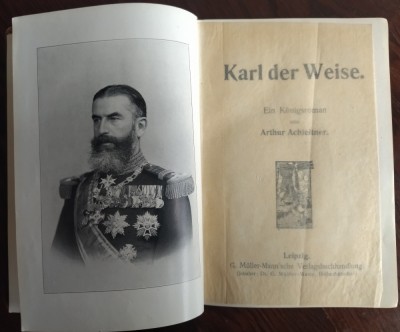 Karl der Weise.
Ein Königsroman
von
Arthur Achleitner.
Leipzig.
G. Müller-Mann'sche Verlagsbuchhandlung.